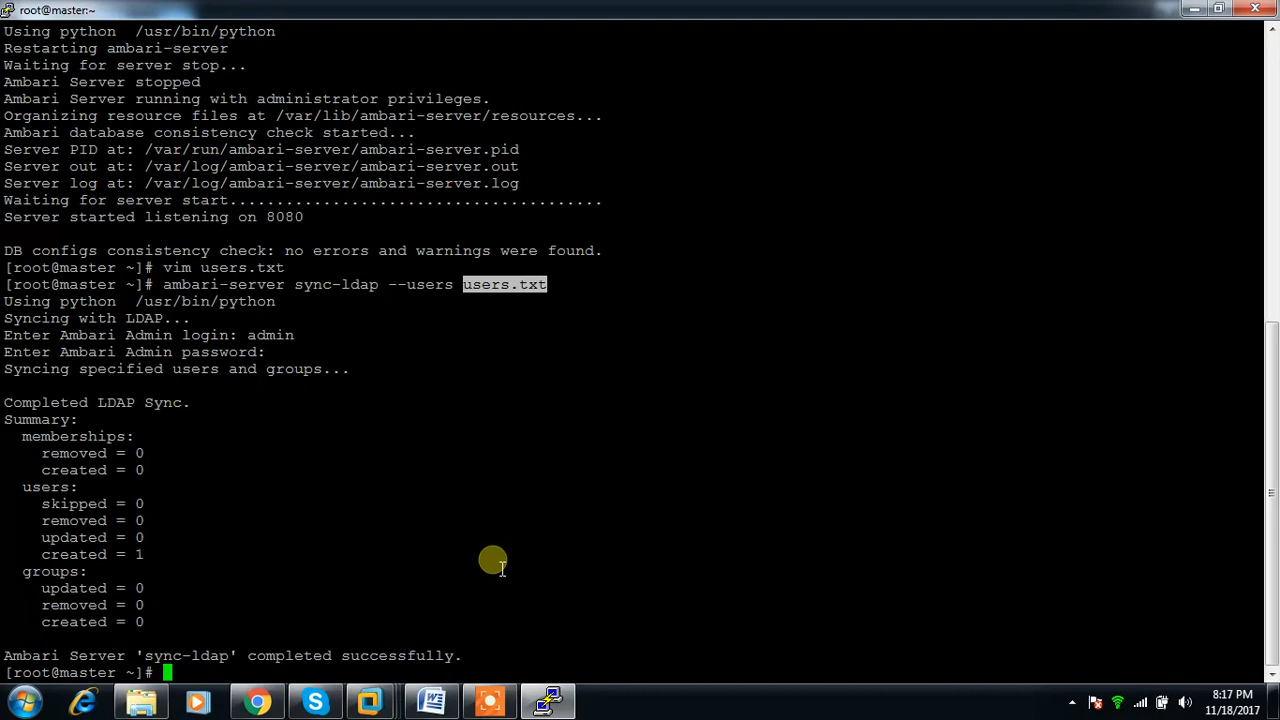 root@master:~
Using python  /usr/bin/python
Restarting ambari-server
Waiting for server stop...
Ambari Server stopped
Ambari Server running with administrator privileges.
Organizing resource files at /var/lib/ambari-server/resources...
Ambari database consistency check started...
Server PID at: /var/run/ambari-server/ambari-server.pid
Server out at: /var/log/ambari-server/ambari-server.out
Server log at: /var/log/ambari-server/ambari-server.log
Waiting for server start........................................
Server started listening on 8080
DB configs consistency check: no errors and warnings were found.
[root@master ~]# vim users.txt
[root@master ~]# ambari-server sync-ldap --users users.txt
Using python  /usr/bin/python
Syncing with LDAP...
Enter Ambari Admin login: admin
Enter Ambari Admin password:
Syncing specified users and groups...
Completed LDAP Sync.
Summary:
  memberships:
    removed = 0
    created = 0
  users:
    skipped = 0
    removed = 0
    updated = 0
    created = 1
  groups:
    updated = 0
    removed = 0
    created = 0
Ambari Server 'sync-ldap' completed successfully.
[root@master ~]#
8:17 PM
11/18/2017